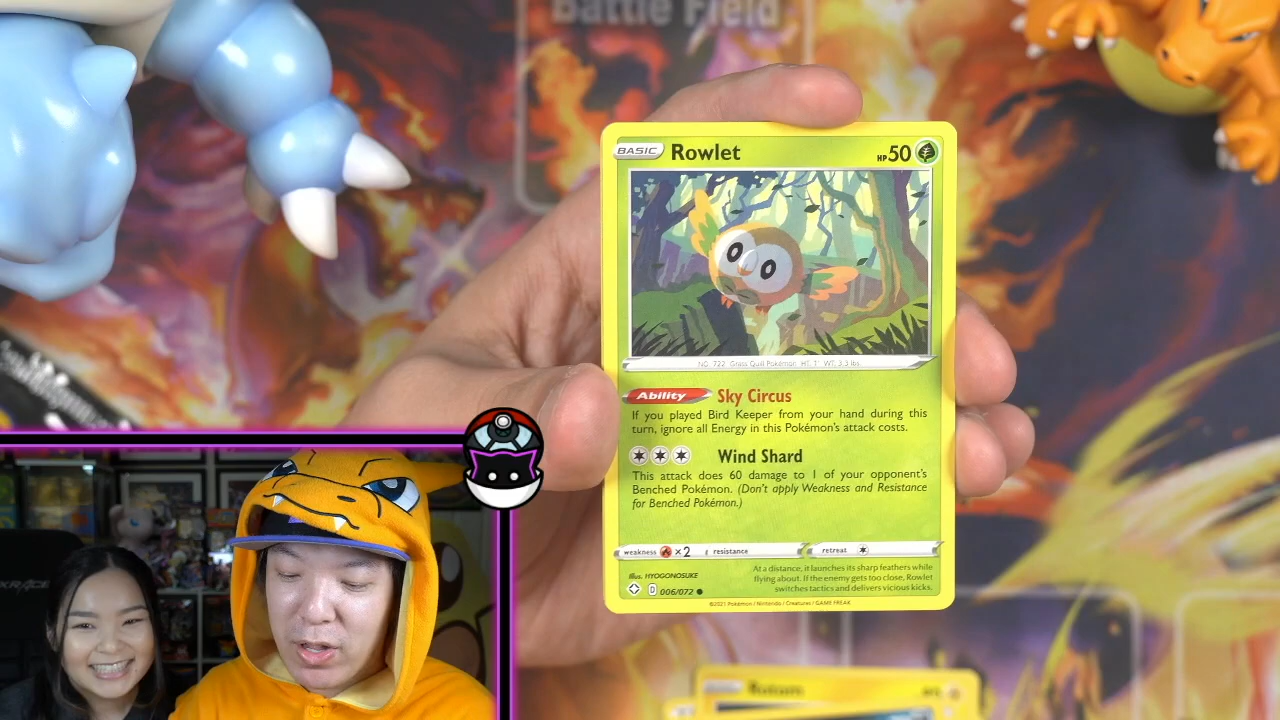 Battle Field
BASIC Rowlet HP 50
NO. 722 Grass Quill Pokémon HT: 1' WT: 3.3 lbs.
Ability Sky Circus
If you played Bird Keeper from your hand during this
turn, ignore all Energy in this Pokémon's attack costs.
Wind Shard
This attack does 60 damage to 1 of your opponent's
Benched Pokémon. (Don't apply Weakness and Resistance
for Benched Pokémon.)
weakness ×2 resistance retreat
Illus. HYOGONOSUKE
At a distance, it launches its sharp feathers while
flying about. If the enemy gets too close, Rowlet
switches tactics and delivers vicious kicks.
D 006/072
©2021 Pokémon / Nintendo / Creatures / GAME FREAK
Rotom